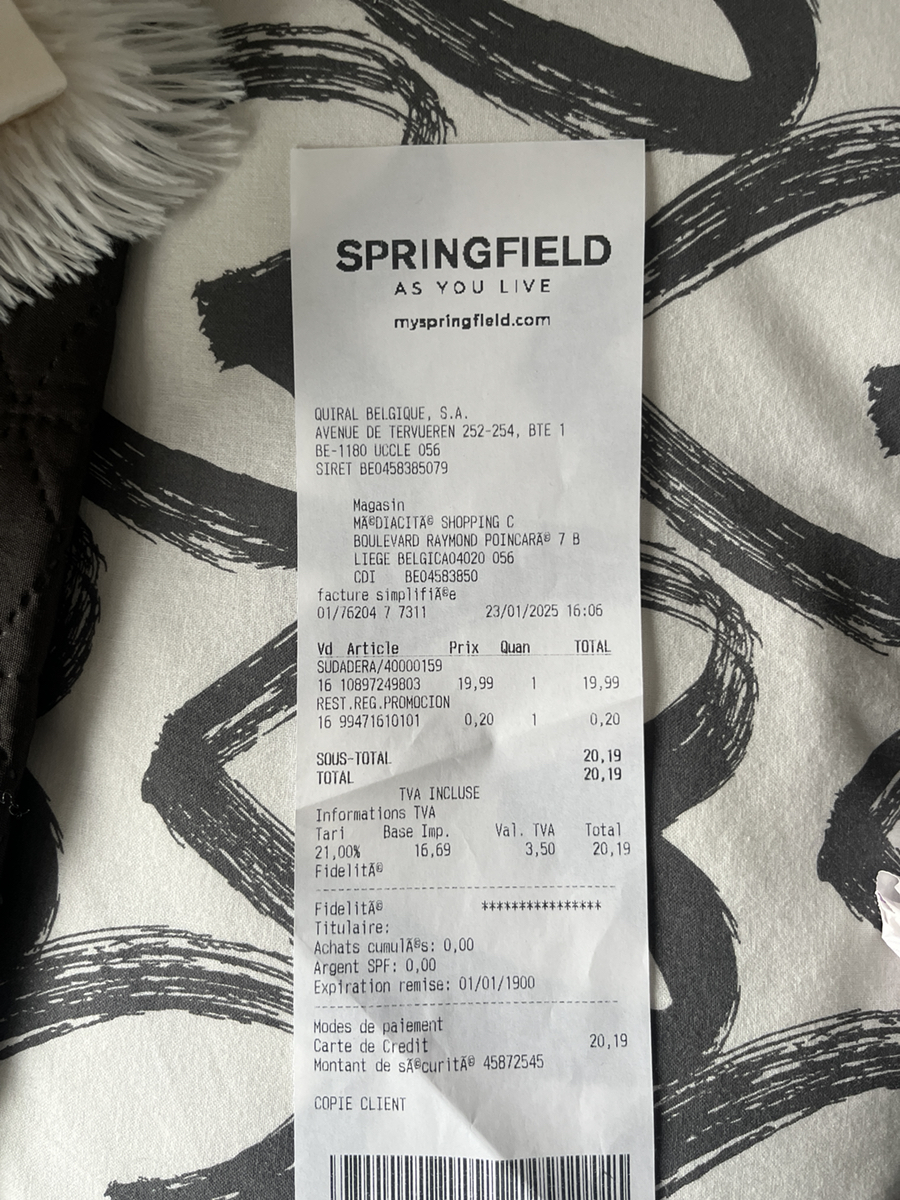 SPRINGFIELD
AS YOU LIVE
myspringfield.com
QUIRAL BELGIQUE, S.A.
AVENUE DE TERVUEREN 252-254, BTE 1
BE-1180 UCCLE 056
SIRET BE0458385079
Magasin
MÃ©DIACITÃ© SHOPPING C
BOULEVARD RAYMOND POINCARÃ© 7 B
LIEGE BELGICA04020 056
CDI BE04583850
facture simplifiÃ©e
01/76204 7 7311 23/01/2025 16:06
Vd Article Prix Quan TOTAL
SUDADERA/40000159
16 10897249803 19,99 1 19,99
REST.REG.PROMOCION
16 99471610101 0,20 1 0,20
SOUS-TOTAL 20,19
TOTAL 20,19
TVA INCLUSE
Informations TVA
Tari Base Imp. Val. TVA Total
21,00% 16,69 3,50 20,19
FidelitÃ©
FidelitÃ© ***************
Titulaire:
Achats cumulÃ©s: 0,00
Argent SPF: 0,00
Expiration remise: 01/01/1900
Modes de paiement
Carte de Credit 20,19
Montant de sÃ©curitÃ© 45872545
COPIE CLIENT